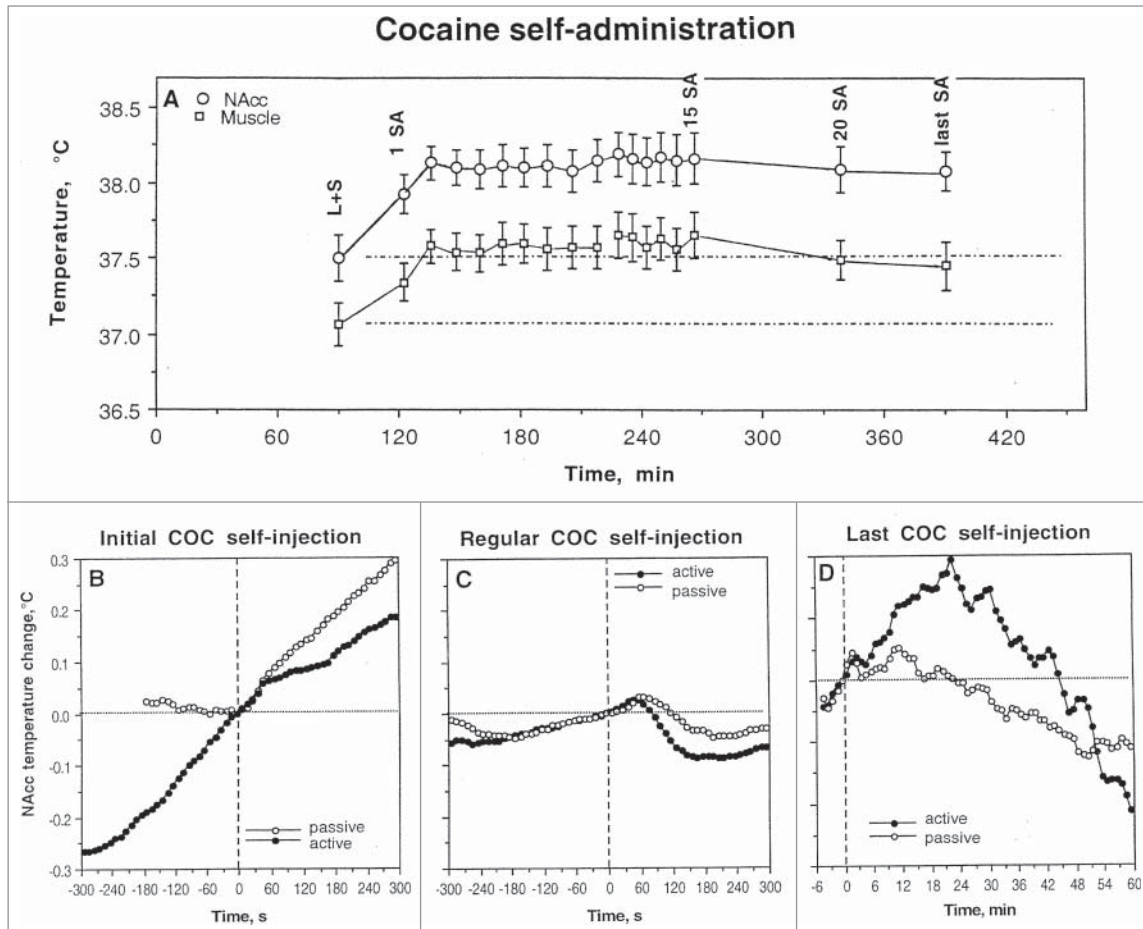 Cocaine self-administration
A
NAcc
Muscle
L+S
1 SA
15 SA
20 SA
last SA
38.5
38.0
37.5
37.0
36.5
Temperature, °C
0 60 120 180 240 300 360 420
Time, min
Initial COC self-injection
B
0.3
0.2
0.1
0.0
-0.1
-0.2
-0.3
NAcc temperature change,°C
passive
active
-300 -240 -180 -120 -60 0 60 120 180 240 300
Time, s
Regular COC self-injection
C
active
passive
-300 -240 -180 -120 -60 0 60 120 180 240 300
Time, s
Last COC self-injection
D
active
passive
-6 0 6 12 18 24 30 36 42 48 54 60
Time, min